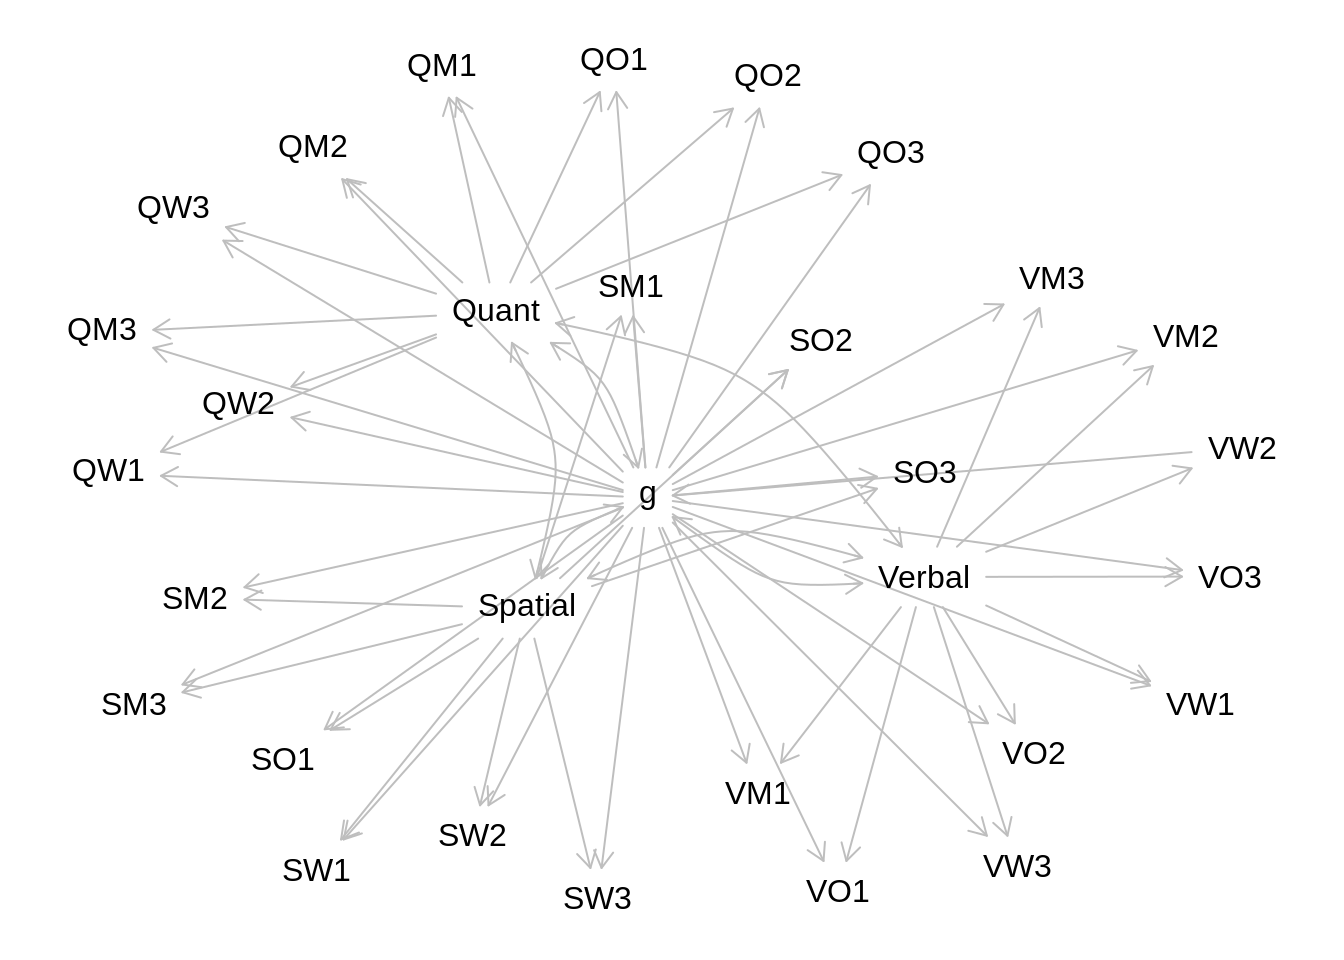 QO1
QM1
QO2
QM2
QO3
QW3
VM3
SM1
Quant
QM3
VM2
SO2
QW2
VW2
QW1
SO3
g
Verbal
VO3
SM2
Spatial
SM3
VW1
VO2
SO1
VM1
SW2
VW3
SW1
VO1
SW3